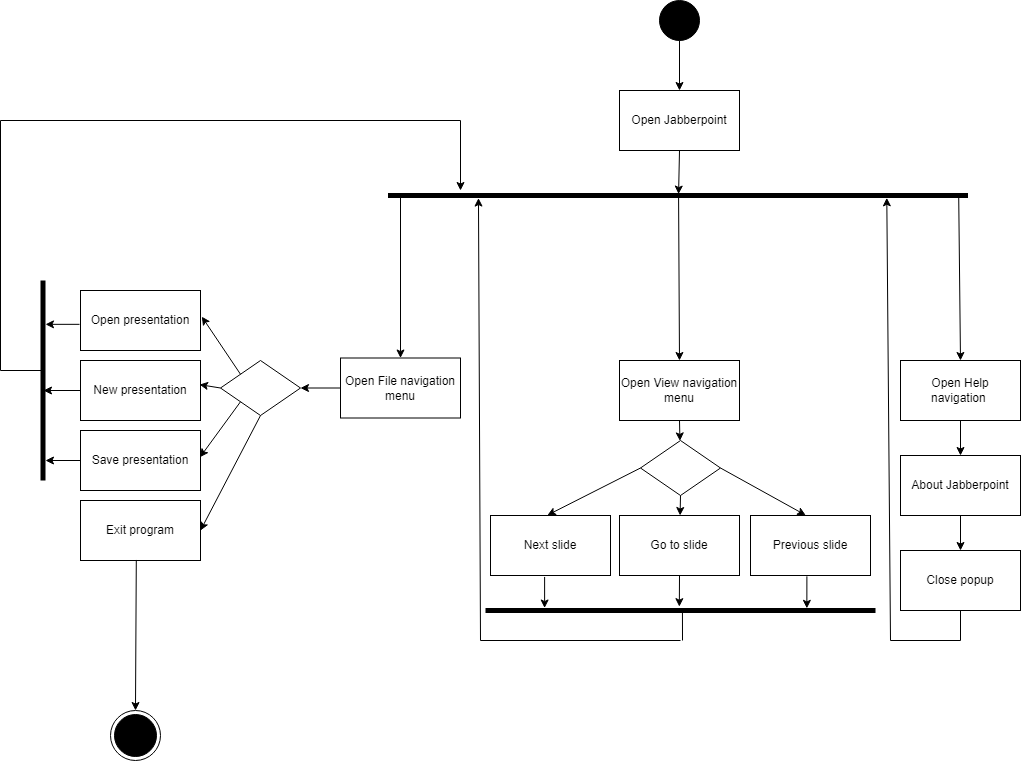 Open Jabberpoint
Open presentation
New presentation
Save presentation
Exit program
Open File navigation
menu
Open View navigation
menu
Next slide
Go to slide
Previous slide
Open Help
navigation
About Jabberpoint
Close popup